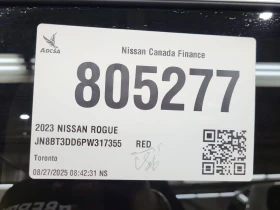 ADESA
Nissan Canada Finance
805277
2023 NISSAN ROGUE
JN8BT3DD6PW317355 RED
Toronto
08/27/2025 08:42:31 NS